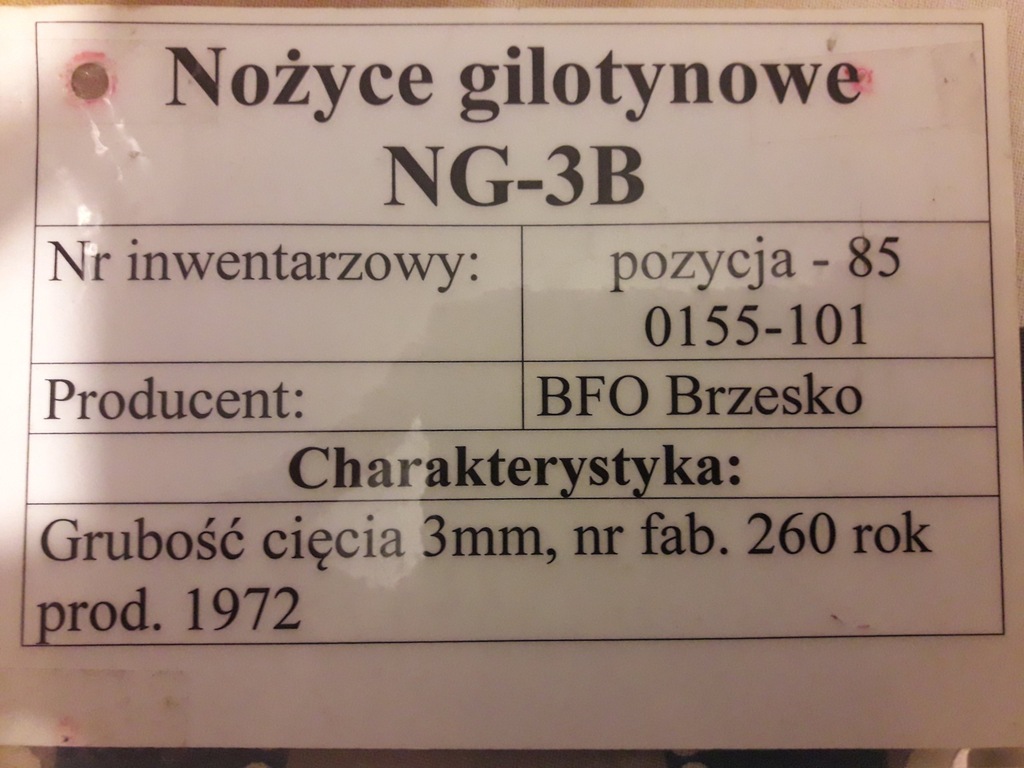 Nożyce gilotynowe
NG-3B
Nr inwentarzowy:
pozycja - 85
0155-101
Producent:
BFO Brzesko
Charakterystyka:
Grubość cięcia 3mm, nr fab. 260 rok
prod. 1972